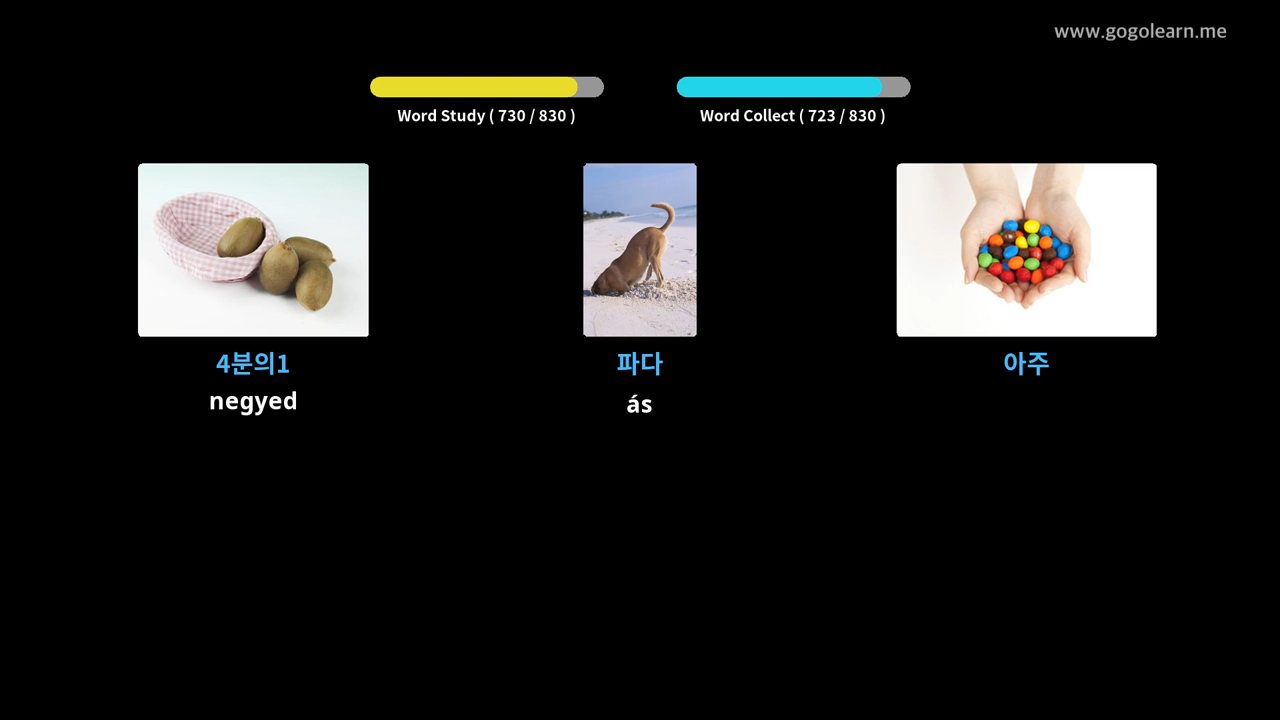 www.gogolearn.me
Word Study ( 730 / 830 )
Word Collect ( 723 / 830 )
4분의1
negyed
파다
ás
아주